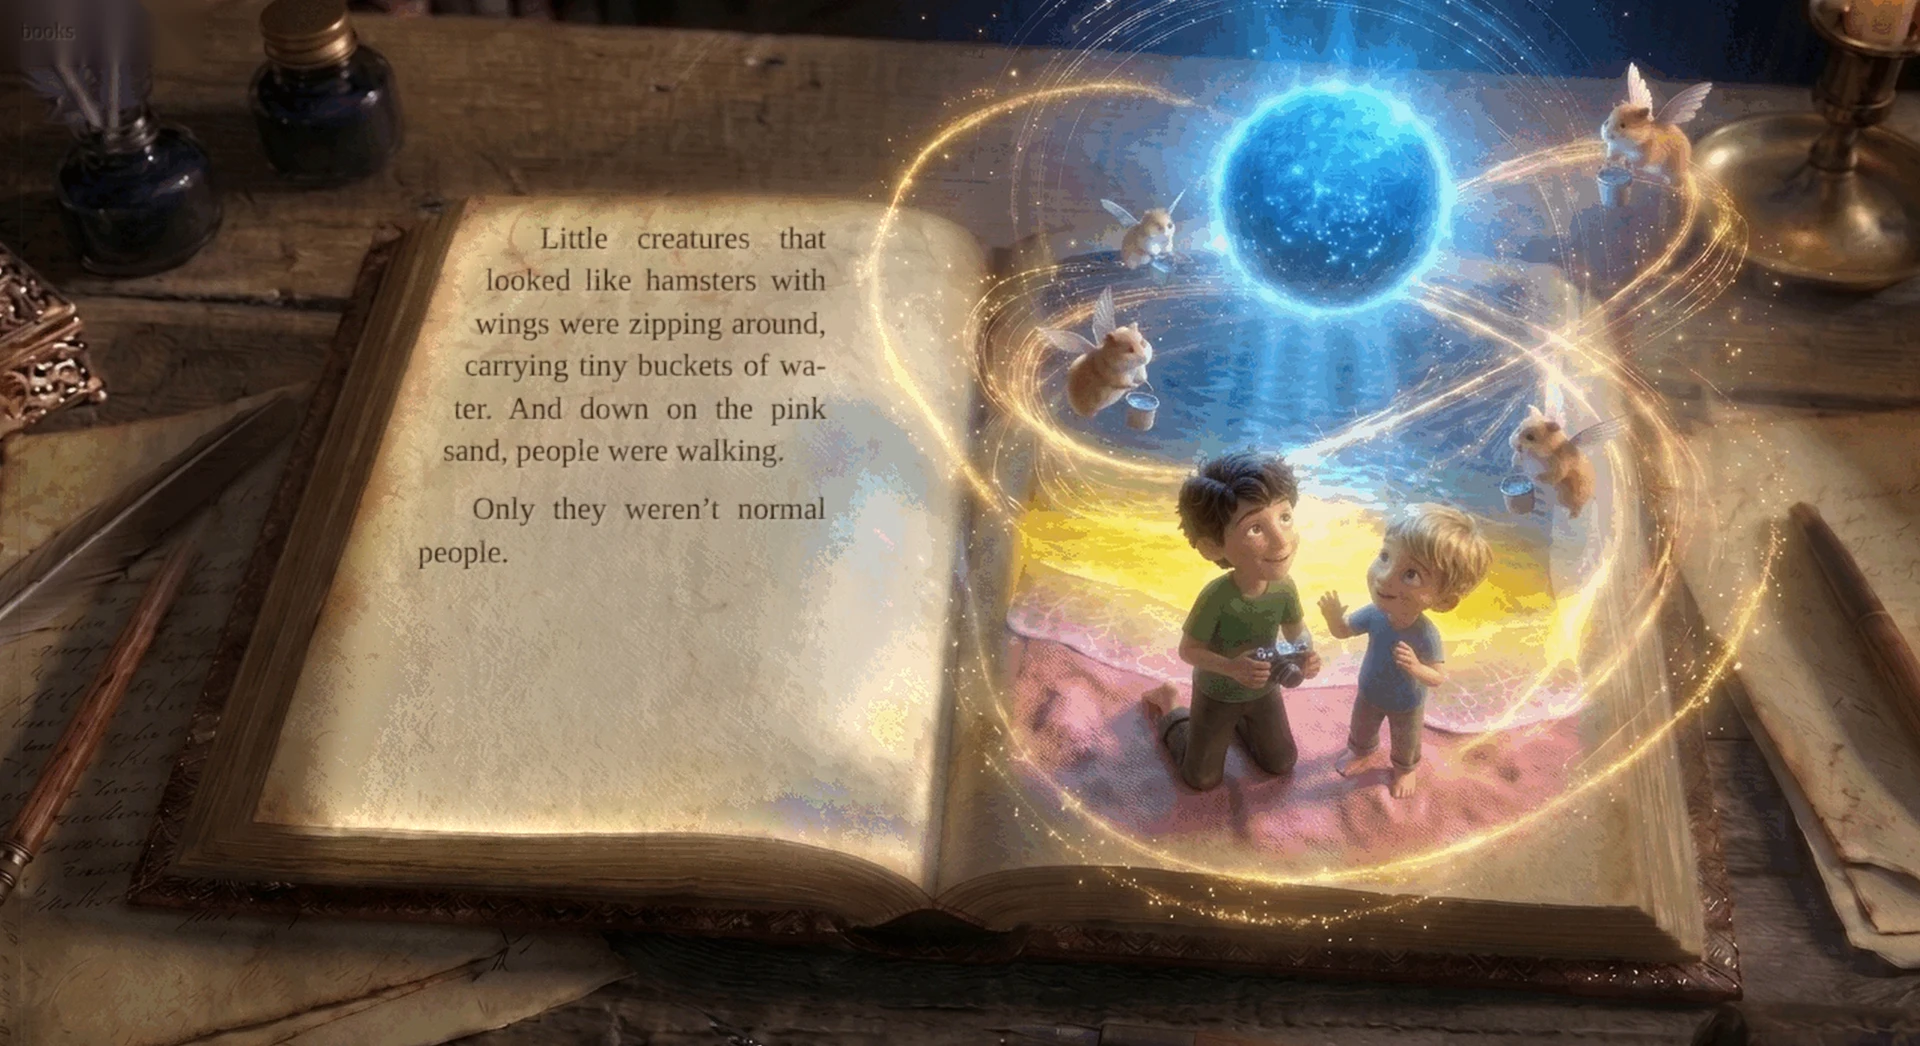 books
Little creatures that
looked like hamsters with
wings were zipping around,
carrying tiny buckets of wa-
ter. And down on the pink
sand, people were walking.
Only they weren’t normal
people.